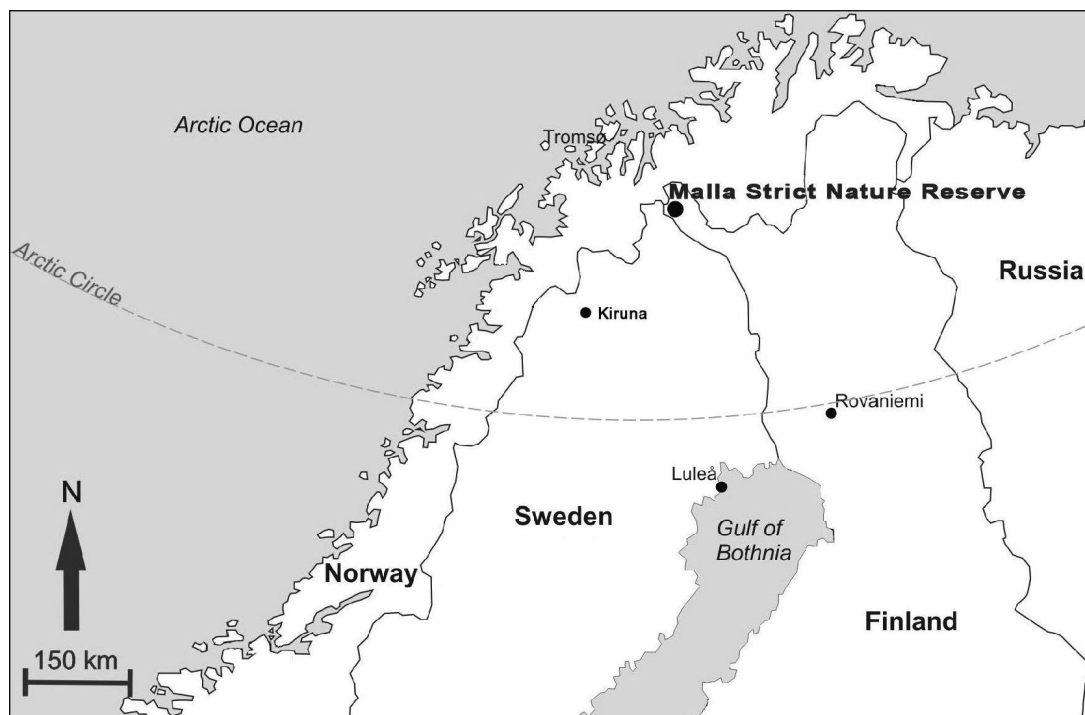 Arctic Ocean
Tromsø
Malla Strict Nature Reserve
Arctic Circle
Russia
Kiruna
Rovaniemi
Luleå
N
Sweden
Gulf of
Bothnia
Norway
Finland
150 km